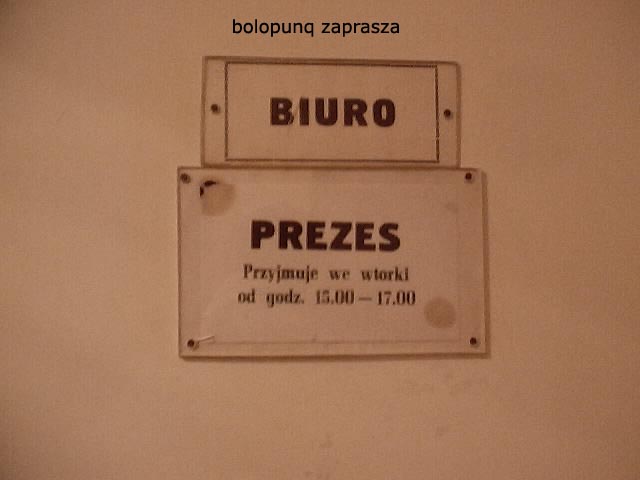 bolopunq zaprasza
BIURO
PREZES
Przyjmuje we wtorki
od godz. 15.00 — 17.00